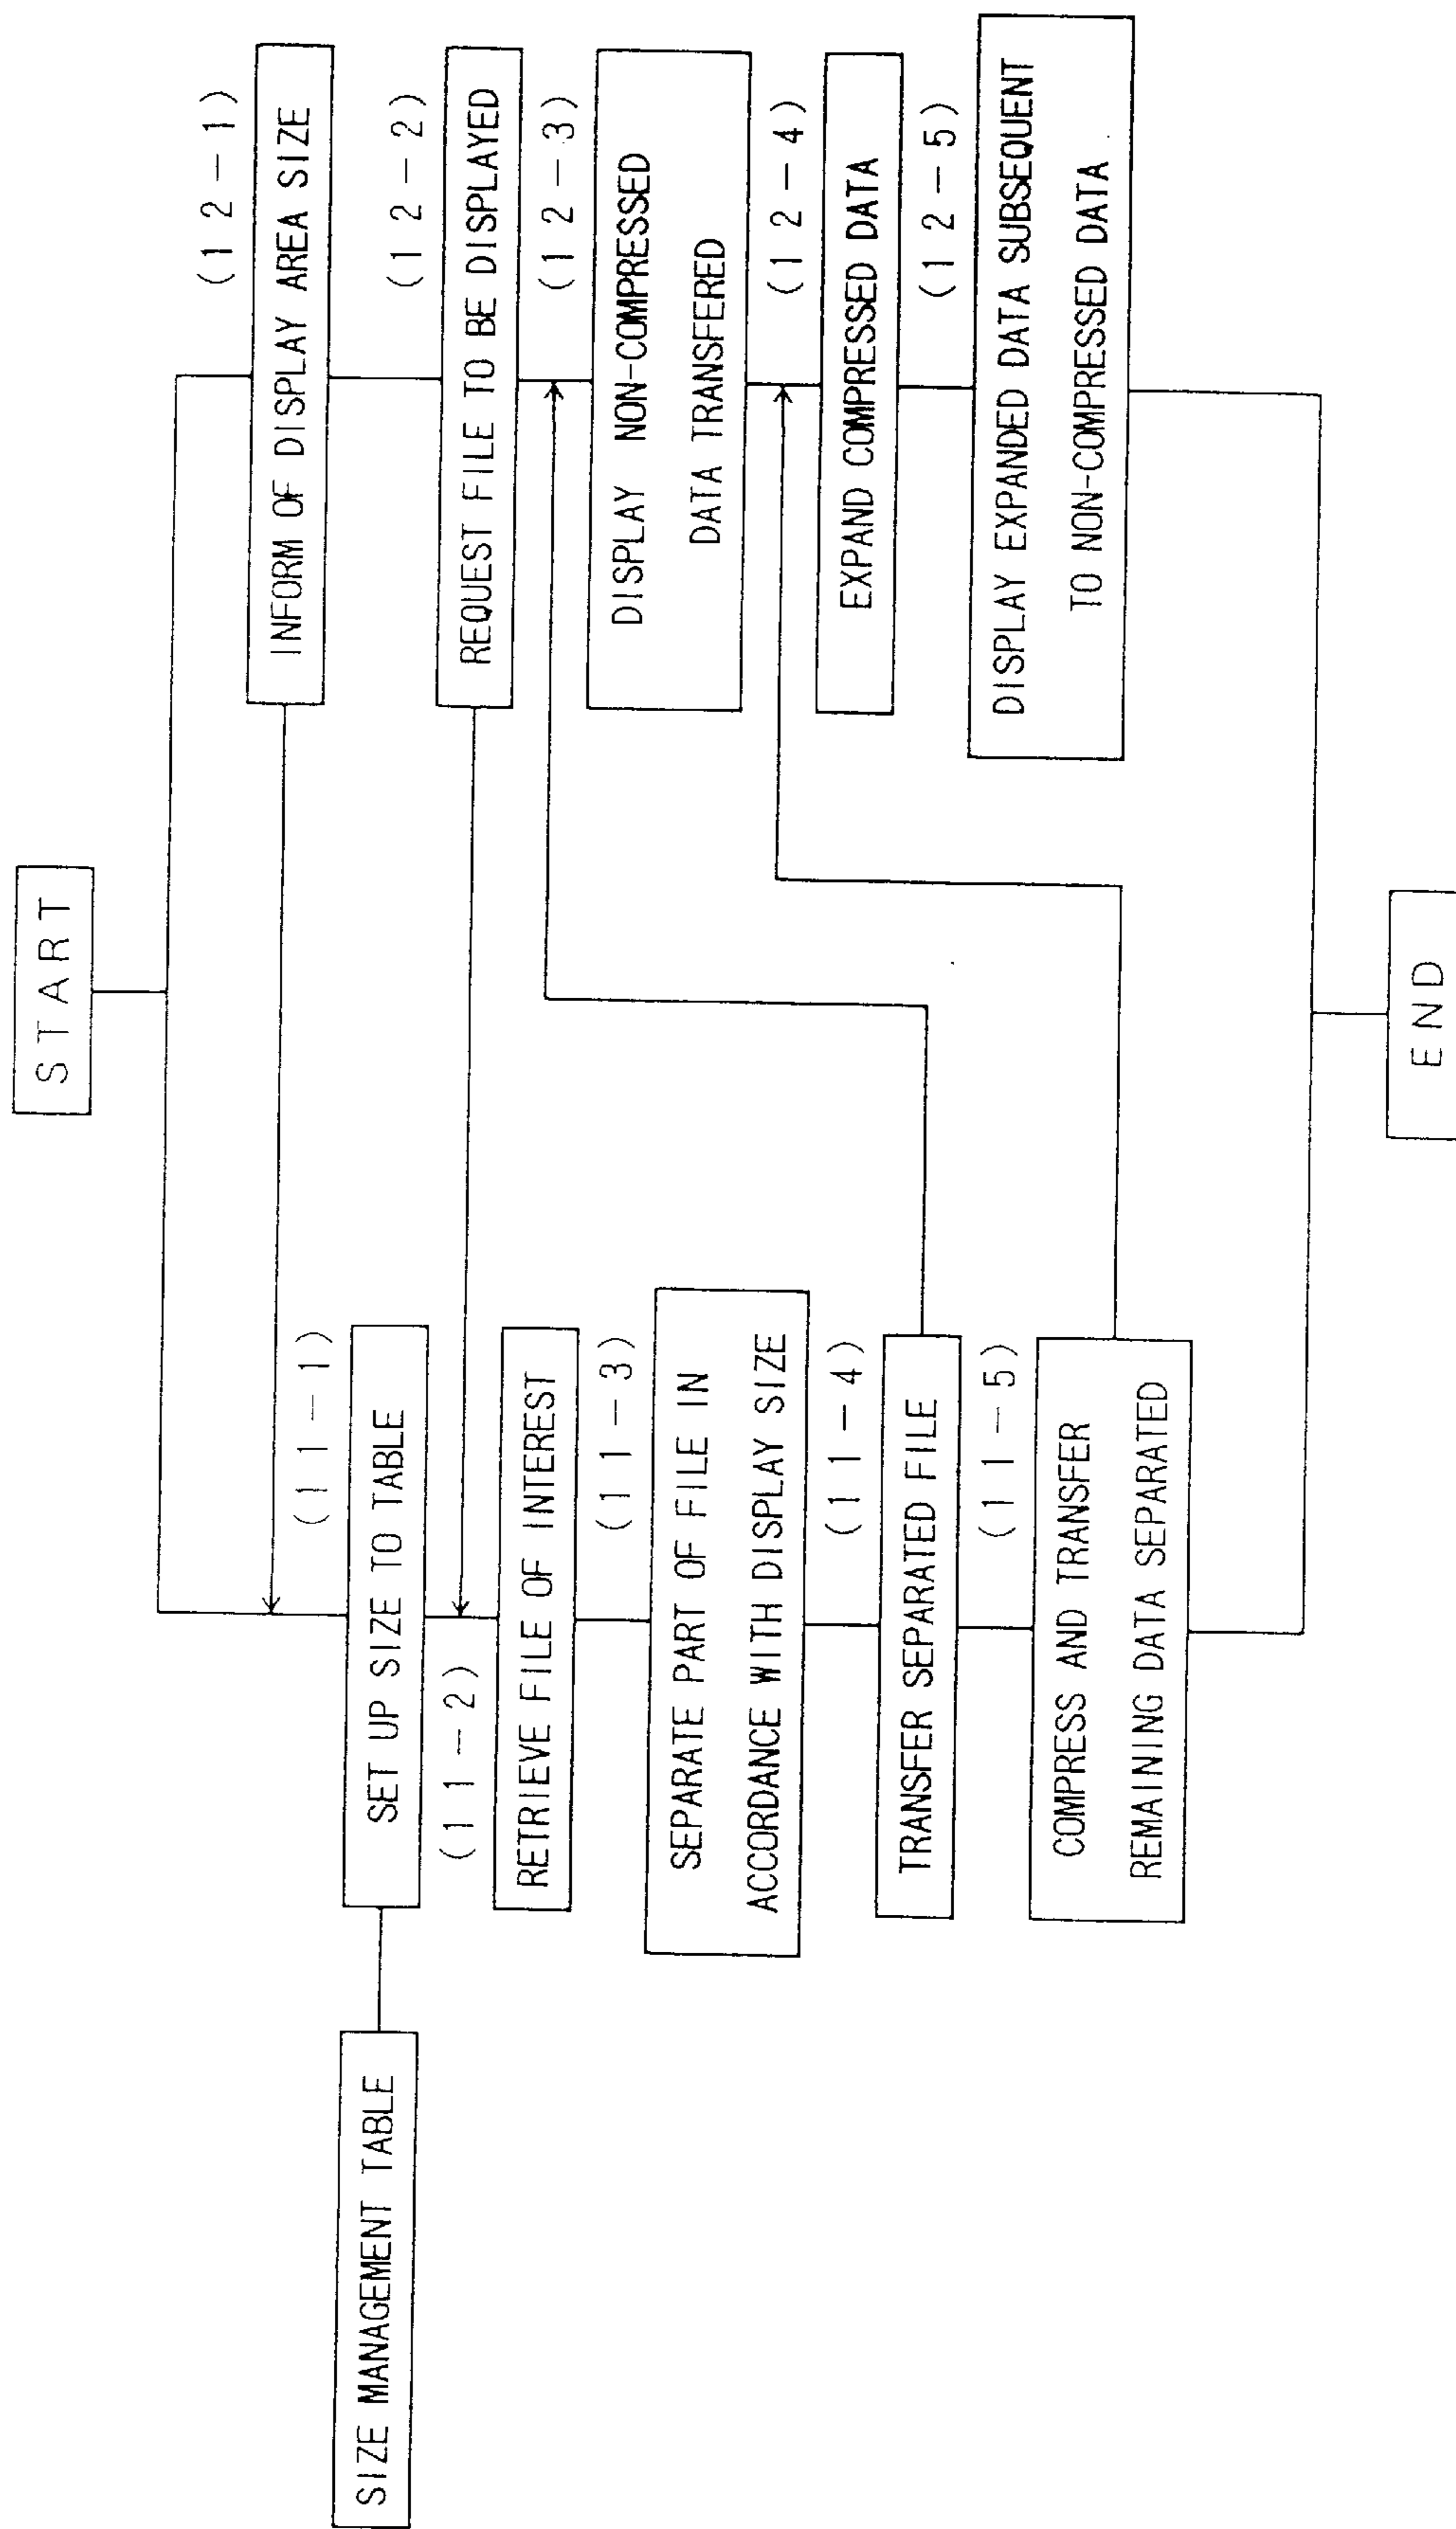 START
(12-1)
INFORM OF DISPLAY AREA SIZE
(11-1)
SIZE MANAGEMENT TABLE
SET UP SIZE TO TABLE
(12-2)
REQUEST FILE TO BE DISPLAYED
(11-2)
RETRIEVE FILE OF INTEREST
(12-3)
DISPLAY NON-COMPRESSED
DATA TRANSFERED
(11-3)
SEPARATE PART OF FILE IN
ACCORDANCE WITH DISPLAY SIZE
(12-4)
EXPAND COMPRESSED DATA
(11-4)
TRANSFER SEPARATED FILE
(12-5)
DISPLAY EXPANDED DATA SUBSEQUENT
TO NON-COMPRESSED DATA
(11-5)
COMPRESS AND TRANSFER
REMAINING DATA SEPARATED
END